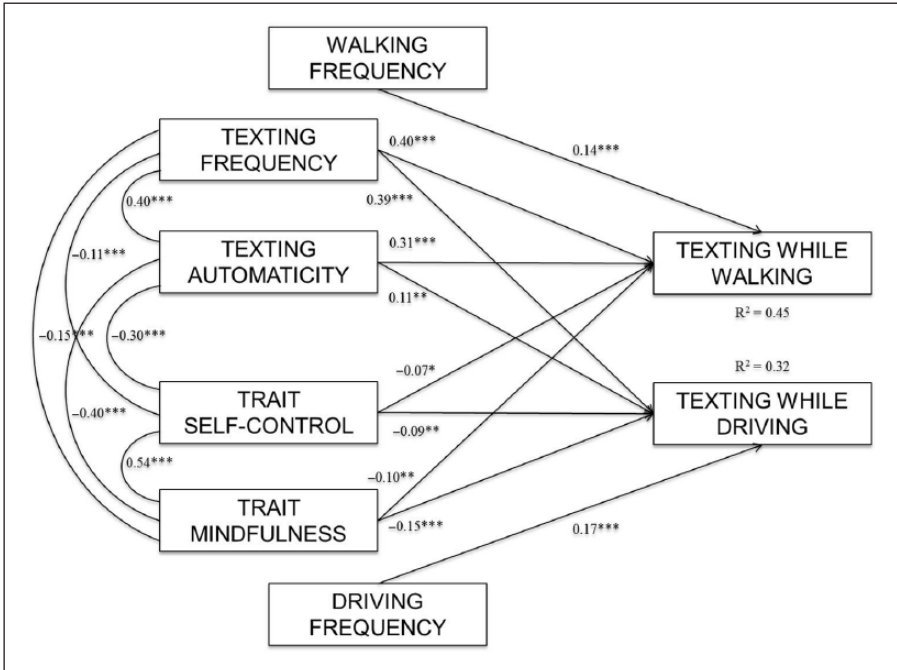 WALKING
FREQUENCY
TEXTING
FREQUENCY
0.40***
0.14***
0.40***
0.39***
TEXTING
AUTOMATICITY
−0.11***
0.31***
0.11**
TEXTING WHILE
WALKING
R² = 0.45
−0.15***
−0.30***
−0.07*
R² = 0.32
TRAIT
SELF-CONTROL
−0.40***
−0.09**
TEXTING WHILE
DRIVING
0.54***
−0.10**
TRAIT
MINDFULNESS
−0.15***
0.17***
DRIVING
FREQUENCY